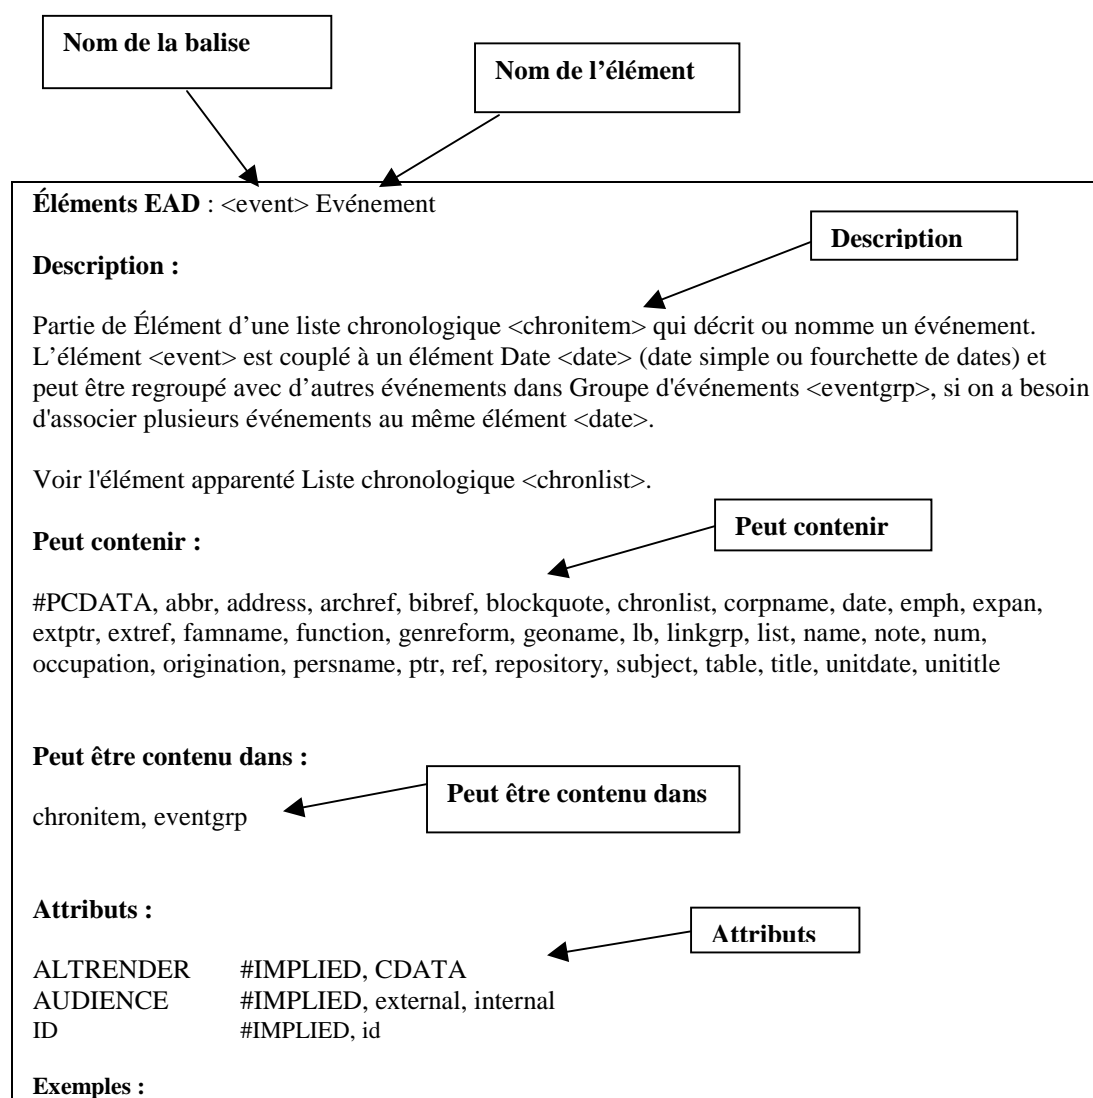 Nom de la balise
Nom de l’élément
Éléments EAD : <event> Evénement
Description
Description :
Partie de Élément d’une liste chronologique <chronitem> qui décrit ou nomme un événement.
L’élément <event> est couplé à un élément Date <date> (date simple ou fourchette de dates) et
peut être regroupé avec d’autres événements dans Groupe d'événements <eventgrp>, si on a besoin
d'associer plusieurs événements au même élément <date>.
Voir l'élément apparenté Liste chronologique <chronlist>.
Peut contenir
Peut contenir :
#PCDATA, abbr, address, archref, bibref, blockquote, chronlist, corpname, date, emph, expan,
extptr, extref, famname, function, genreform, geoname, lb, linkgrp, list, name, note, num,
occupation, origination, persname, ptr, ref, repository, subject, table, title, unitdate, unititle
Peut être contenu dans :
Peut être contenu dans
chronitem, eventgrp
Attributs :
Attributs
ALTRENDER #IMPLIED, CDATA
AUDIENCE #IMPLIED, external, internal
ID #IMPLIED, id
Exemples :